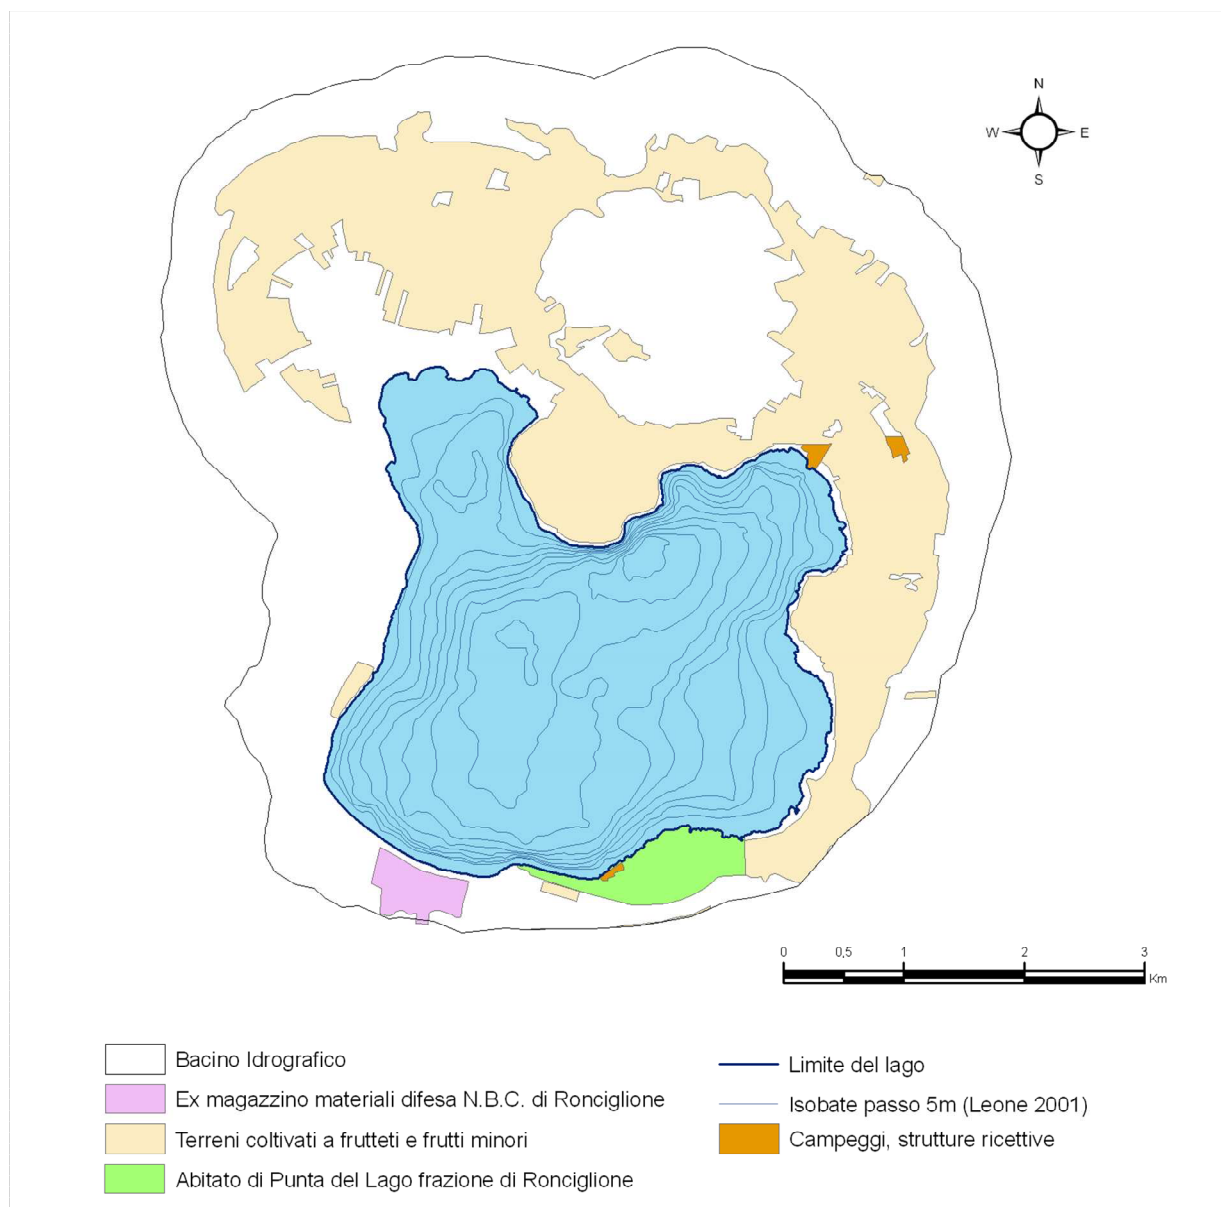 N
W E
S
0 0,5 1 2 3
Km
Bacino Idrografico
Ex magazzino materiali difesa N.B.C. di Ronciglione
Terreni coltivati a frutteti e frutti minori
Abitato di Punta del Lago frazione di Ronciglione
Limite del lago
Isobate passo 5m (Leone 2001)
Campeggi, strutture ricettive